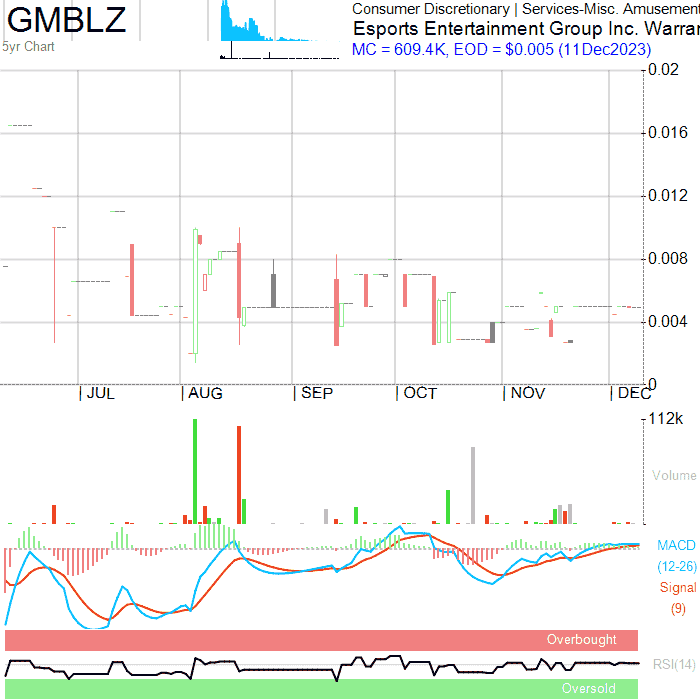 GMBLZ
5yr Chart
Consumer Discretionary | Services-Misc. Amusement
Esports Entertainment Group Inc. Warran
MC = 609.4K, EOD = $0.005 (11Dec2023)
0.02
0.016
0.012
0.008
0.004
0
JUL AUG SEP OCT NOV DEC
112k
Volume
MACD
(12-26)
Signal
(9)
Overbought
RSI(14)
Oversold